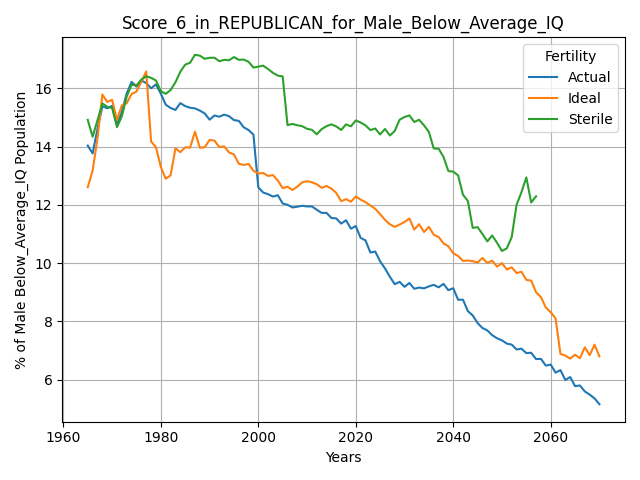 Score_6_in_REPUBLICAN_for_Male_Below_Average_IQ
% of Male Below_Average_IQ Population
16
14
12
10
8
6
1960
1980
2000
2020
2040
2060
Years
Fertility
Actual
Ideal
Sterile